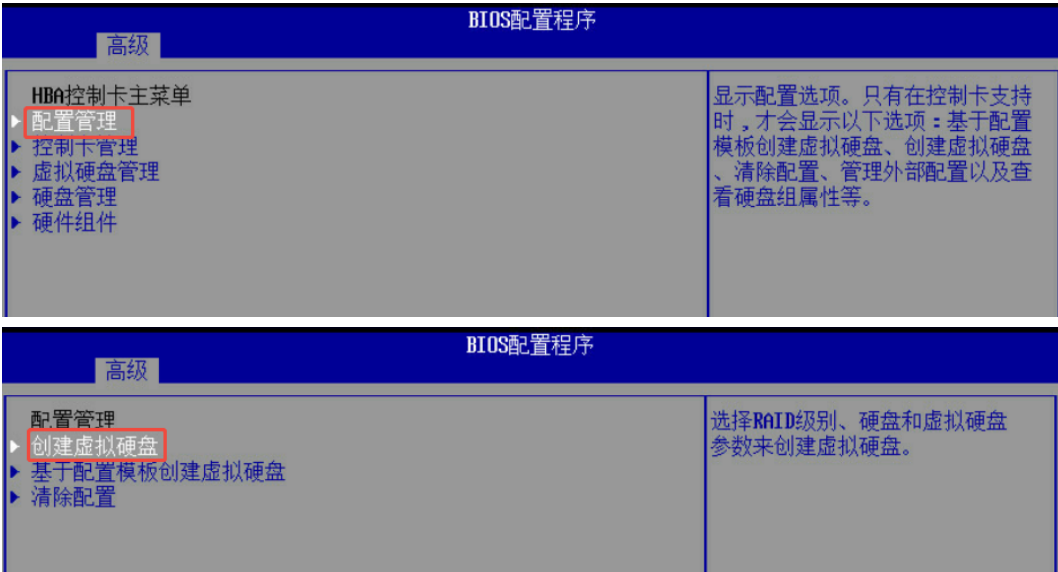 BIOS配置程序
高级
HBA控制卡主菜单
配置管理
控制卡管理
虚拟硬盘管理
硬盘管理
硬件组件
显示配置选项。只有在控制卡支持
时，才会显示以下选项：基于配置
模板创建虚拟硬盘、创建虚拟硬盘
、清除配置、管理外部配置以及查
看硬盘组属性等。
BIOS配置程序
高级
配置管理
创建虚拟硬盘
基于配置模板创建虚拟硬盘
清除配置
选择RAID级别、硬盘和虚拟硬盘
参数来创建虚拟硬盘。